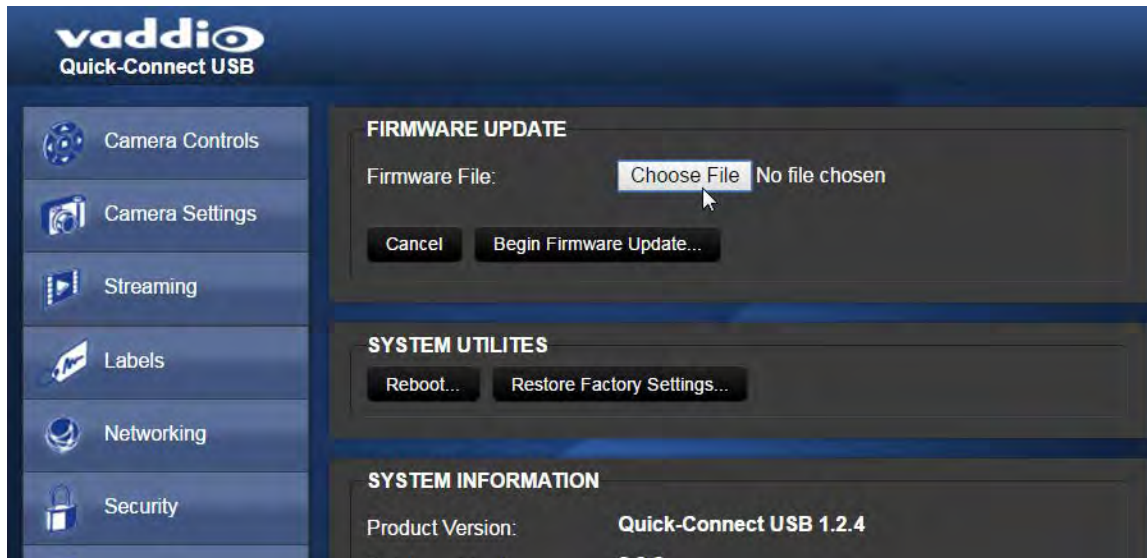 vaddio
Quick-Connect USB
Camera Controls
Camera Settings
Streaming
Labels
Networking
Security
FIRMWARE UPDATE
Firmware File: Choose File No file chosen
Cancel Begin Firmware Update...
SYSTEM UTILITES
Reboot... Restore Factory Settings...
SYSTEM INFORMATION
Product Version: Quick-Connect USB 1.2.4